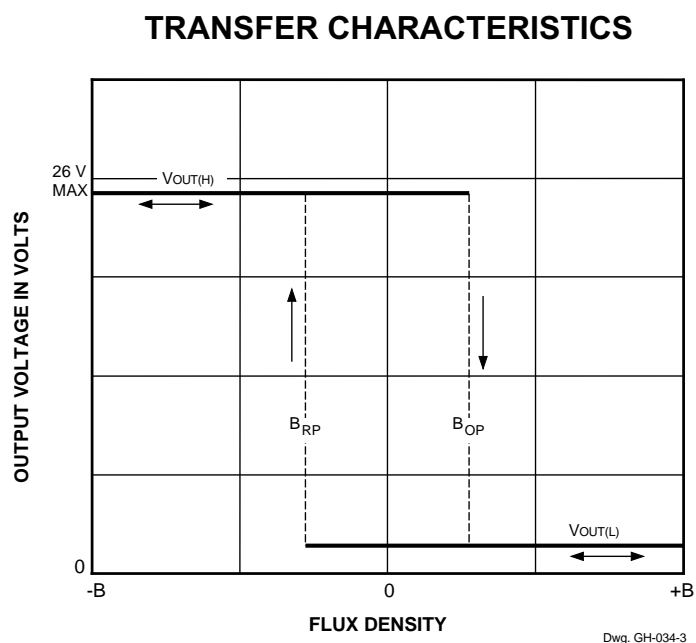 TRANSFER CHARACTERISTICS
26 V
MAX
VOUT(H)
OUTPUT VOLTAGE IN VOLTS
BRP
BOP
VOUT(L)
0
-B
0
+B
FLUX DENSITY
Dwg. GH-034-3